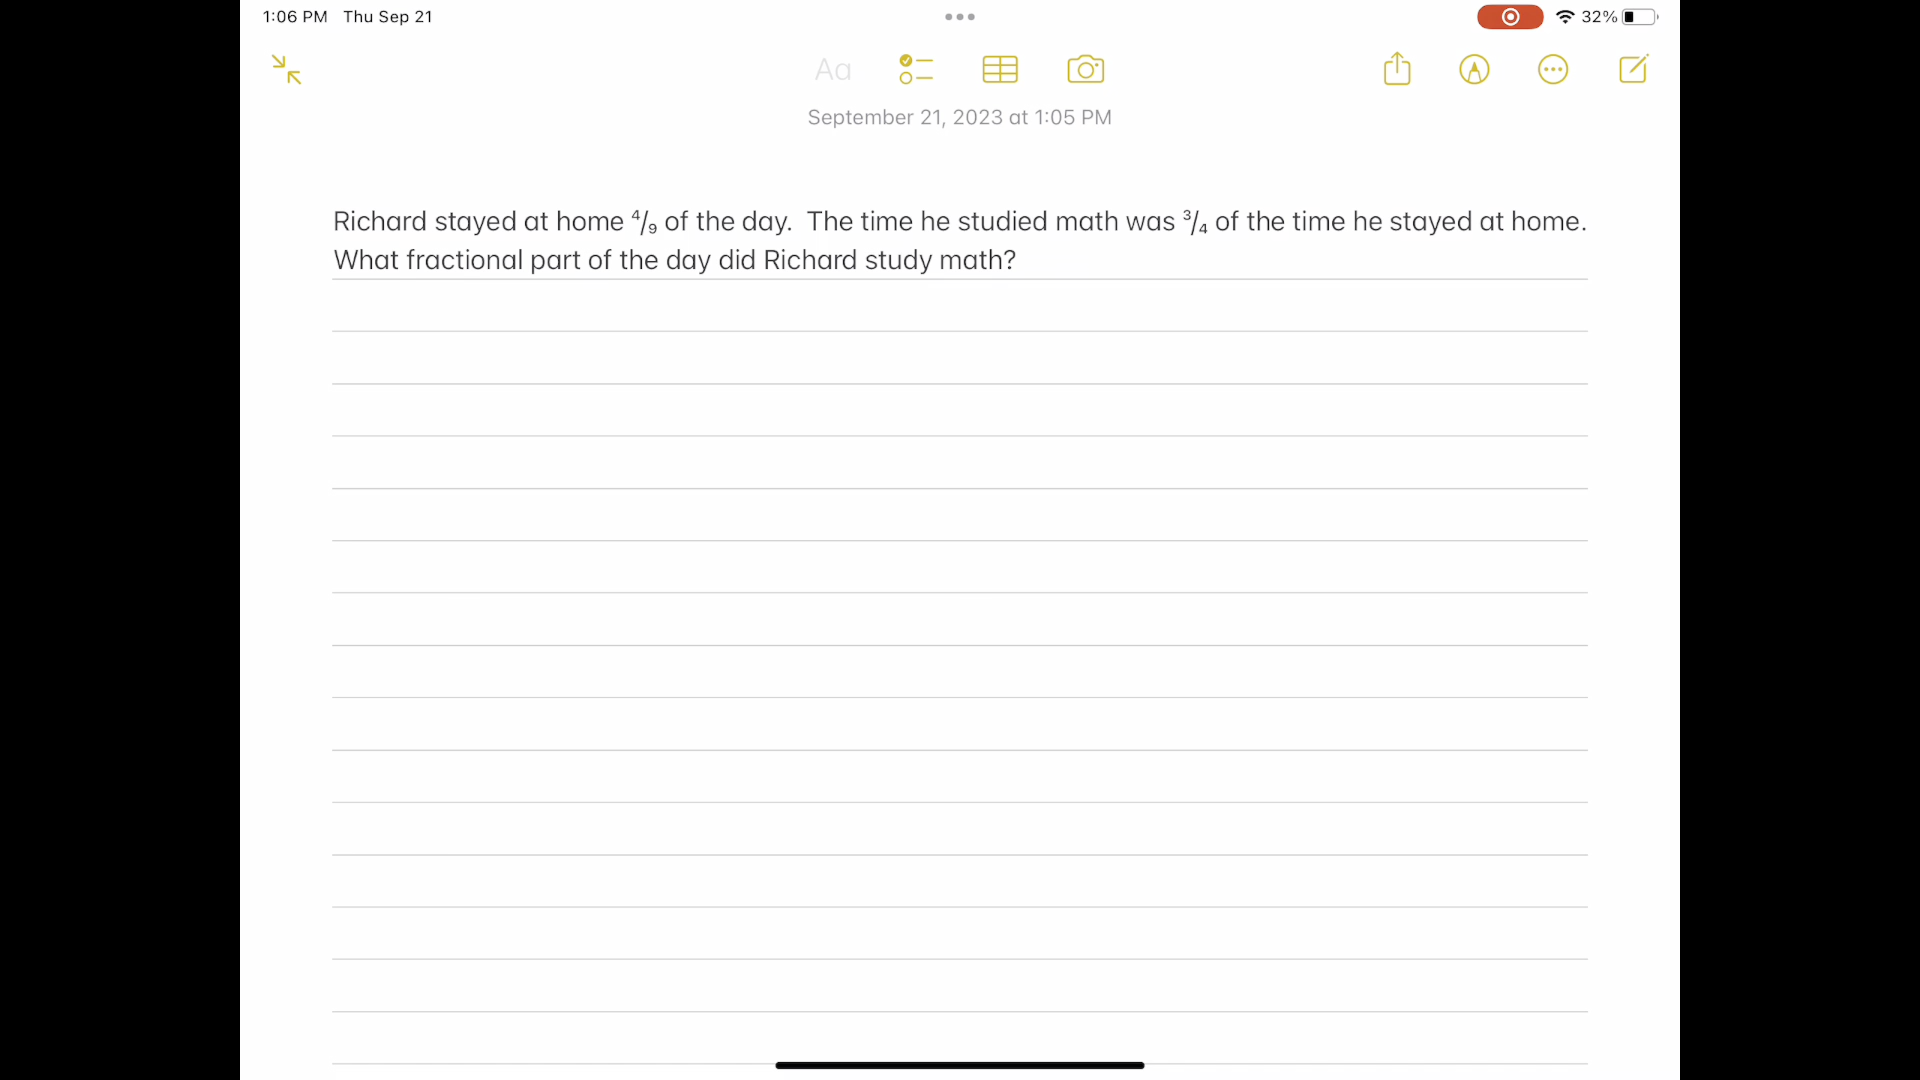 1:06 PM Thu Sep 21
32%
Aa
September 21, 2023 at 1:05 PM
Richard stayed at home ⁴/₉ of the day.  The time he studied math was ³/₄ of the time he stayed at home.
What fractional part of the day did Richard study math?